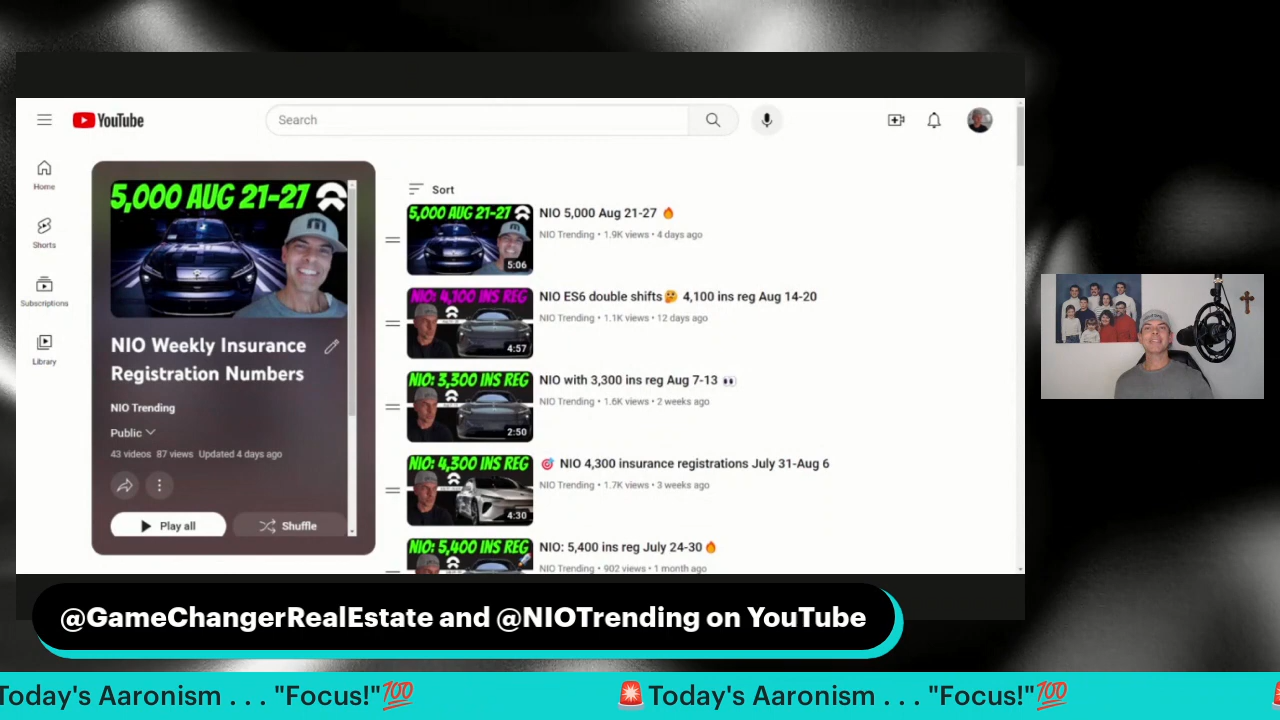 YouTube
Search
Home
Shorts
Subscriptions
Library
5,000 AUG 21-27
NIO Weekly Insurance
Registration Numbers
NIO Trending
Public
43 videos 87 views Updated 4 days ago
Play all
Shuffle
Sort
5,000 AUG 21-27
5:06
NIO 5,000 Aug 21-27 🔥
NIO Trending • 1.9K views • 4 days ago
NIO: 4,100 INS REG
4:57
NIO ES6 double shifts🤔 4,100 ins reg Aug 14-20
NIO Trending • 1.1K views • 12 days ago
NIO: 3,300 INS REG
2:50
NIO with 3,300 ins reg Aug 7-13 👀
NIO Trending • 1.6K views • 2 weeks ago
NIO: 4,300 INS REG
4:30
🎯 NIO 4,300 insurance registrations July 31-Aug 6
NIO Trending • 1.7K views • 3 weeks ago
NIO: 5,400 INS REG
NIO: 5,400 ins reg July 24-30🔥
NIO Trending • 902 views • 1 month ago
@GameChangerRealEstate and @NIOTrending on YouTube
Today's Aaronism . . . "Focus!"💯 🚨 Today's Aaronism . . . "Focus!"💯